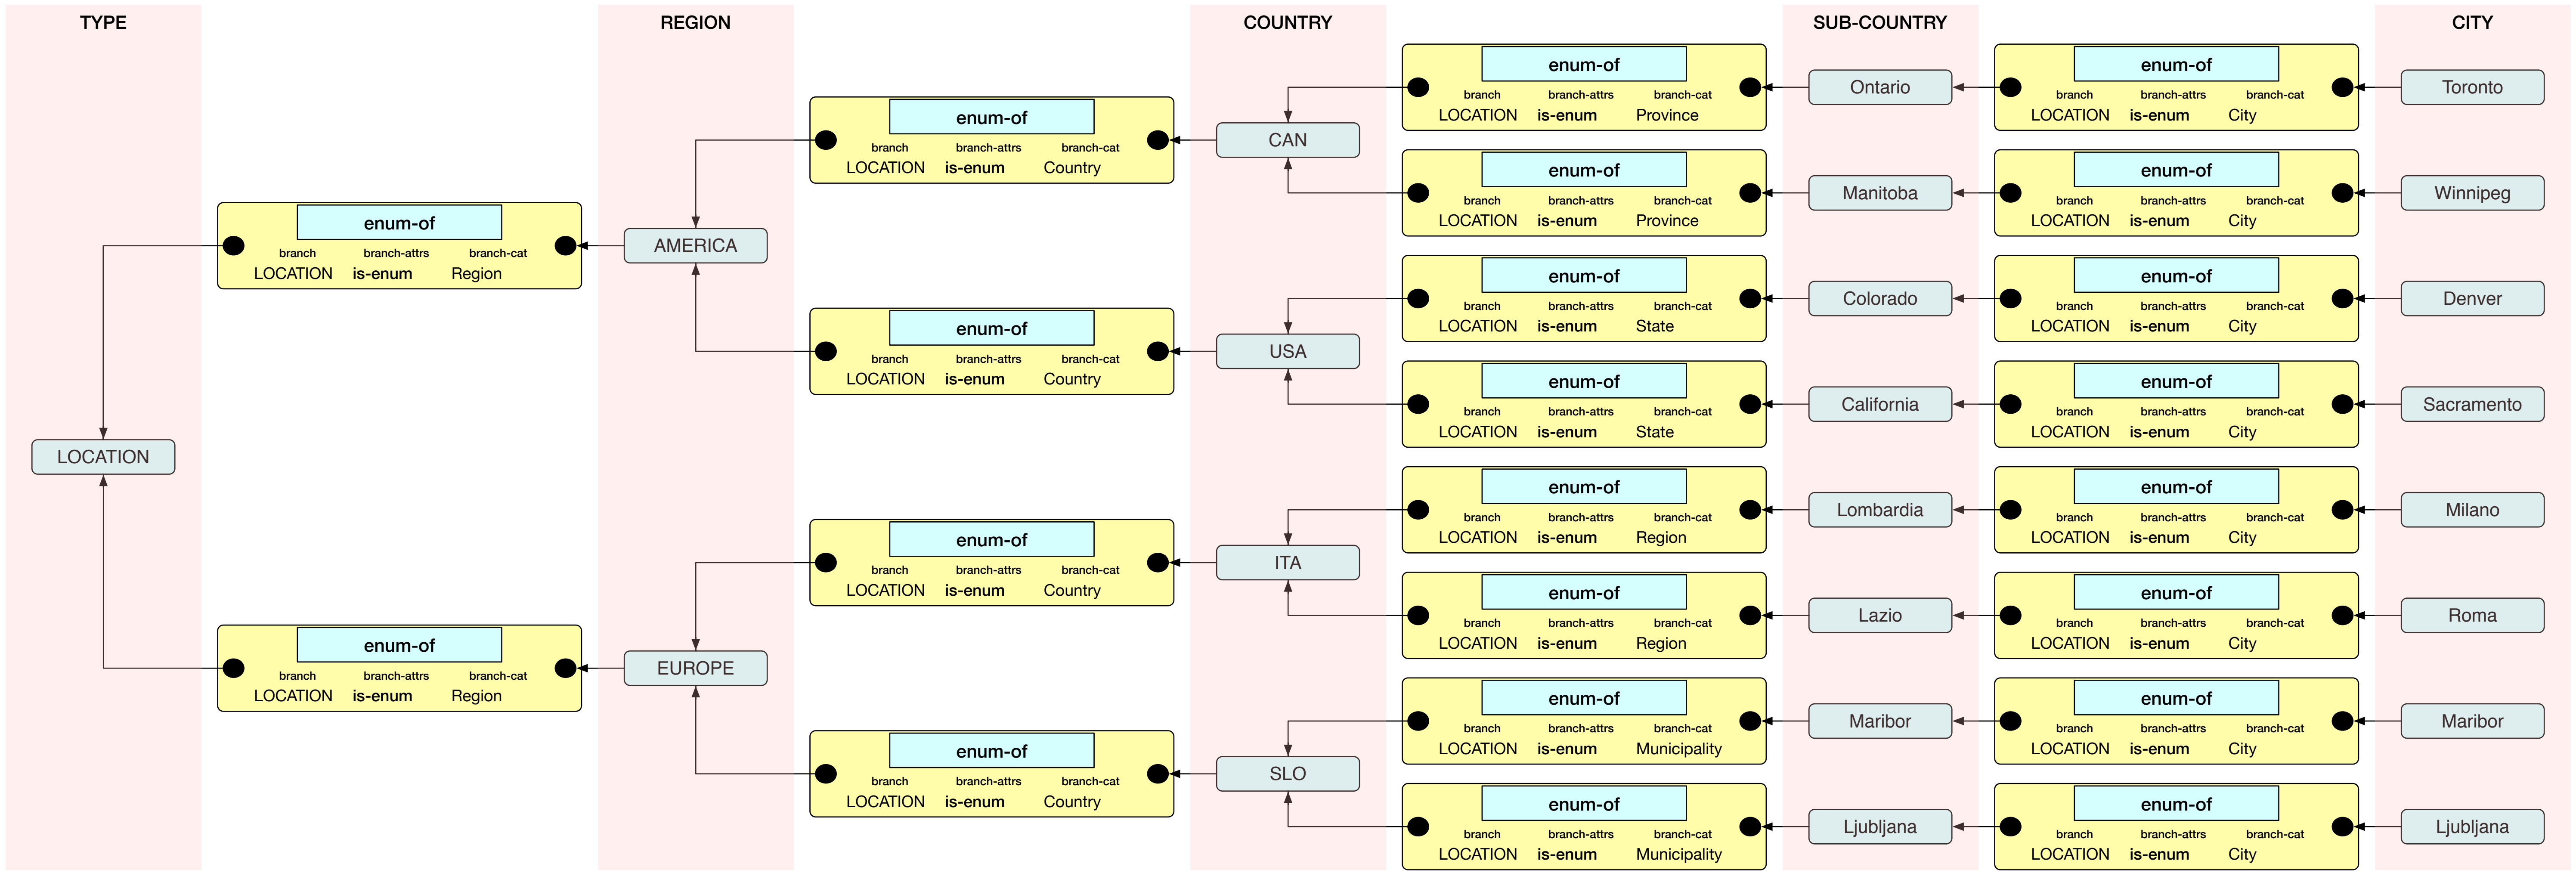 TYPE REGION COUNTRY SUB-COUNTRY CITY
enum-of enum-of
branch branch-attrs branch-cat branch branch-attrs branch-cat
Ontario Toronto
LOCATION is-enum Province LOCATION is-enum City
enum-of
CAN
branch branch-attrs branch-cat
LOCATION is-enum Country
enum-of enum-of
branch branch-attrs branch-cat branch branch-attrs branch-cat
Manitoba Winnipeg
LOCATION is-enum Province LOCATION is-enum City
enum-of
AMERICA
branch branch-attrs branch-cat
LOCATION is-enum Region
enum-of enum-of
branch branch-attrs branch-cat branch branch-attrs branch-cat
Colorado Denver
LOCATION is-enum State LOCATION is-enum City
enum-of
USA
branch branch-attrs branch-cat
LOCATION is-enum Country
enum-of enum-of
branch branch-attrs branch-cat branch branch-attrs branch-cat
California Sacramento
LOCATION is-enum State LOCATION is-enum City
LOCATION
enum-of enum-of
branch branch-attrs branch-cat branch branch-attrs branch-cat
Lombardia Milano
LOCATION is-enum Region LOCATION is-enum City
enum-of
ITA
branch branch-attrs branch-cat
LOCATION is-enum Country
enum-of enum-of
branch branch-attrs branch-cat branch branch-attrs branch-cat
Lazio Roma
LOCATION is-enum Region LOCATION is-enum City
enum-of
EUROPE
branch branch-attrs branch-cat
LOCATION is-enum Region
enum-of enum-of
branch branch-attrs branch-cat branch branch-attrs branch-cat
Maribor Maribor
LOCATION is-enum Municipality LOCATION is-enum City
enum-of
SLO
branch branch-attrs branch-cat
LOCATION is-enum Country
enum-of enum-of
branch branch-attrs branch-cat branch branch-attrs branch-cat
Ljubljana Ljubljana
LOCATION is-enum Municipality LOCATION is-enum City